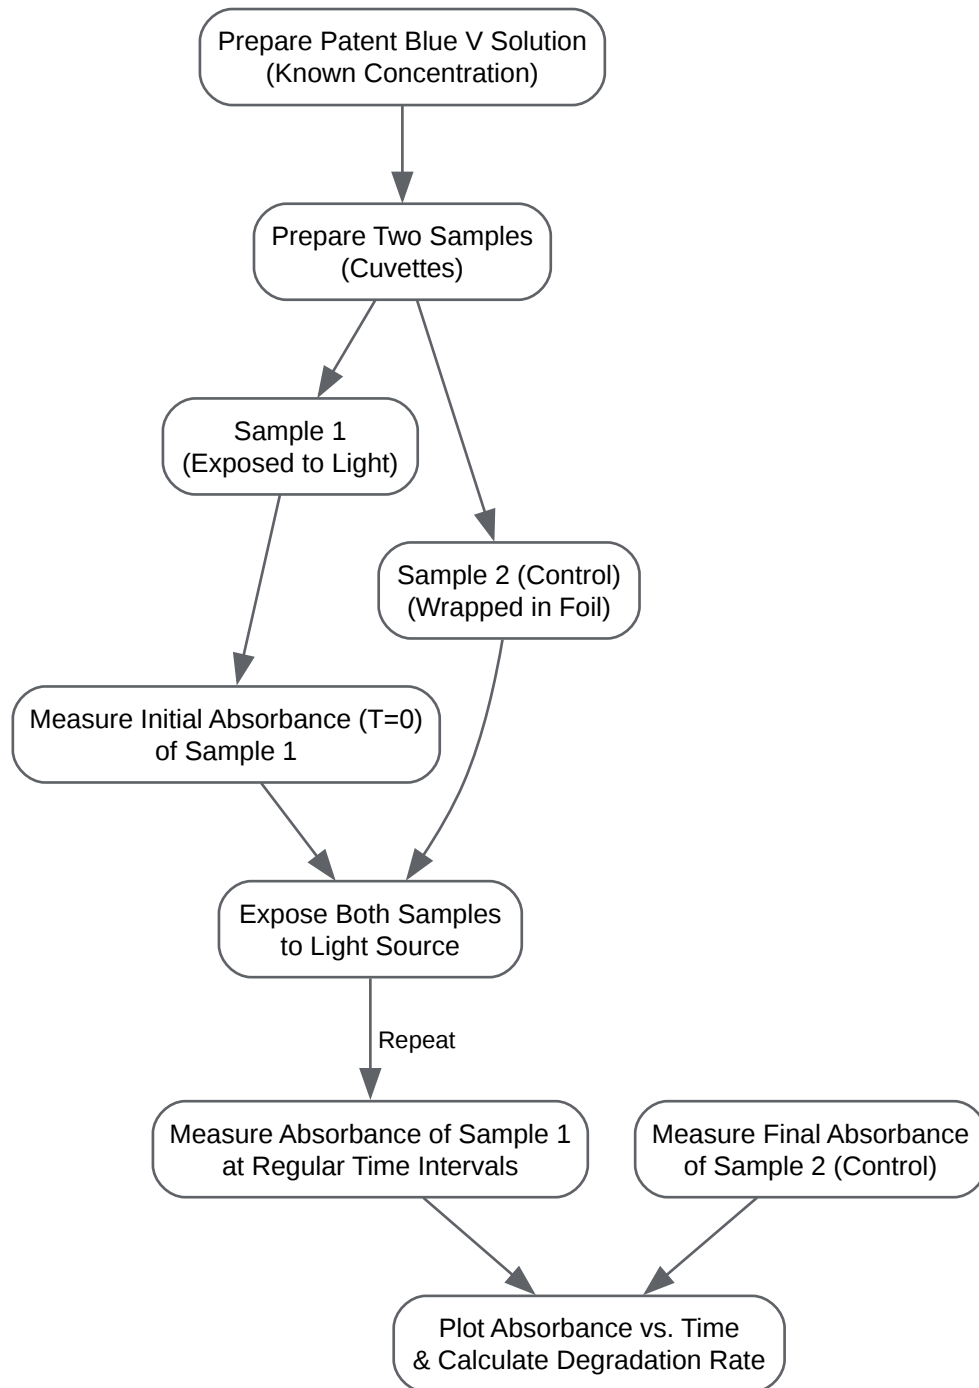 Prepare Patent Blue V Solution
(Known Concentration)
Prepare Two Samples
(Cuvettes)
Sample 1
(Exposed to Light)
Sample 2 (Control)
(Wrapped in Foil)
Measure Initial Absorbance (T=0)
of Sample 1
Expose Both Samples
to Light Source
Repeat
Measure Absorbance of Sample 1
at Regular Time Intervals
Measure Final Absorbance
of Sample 2 (Control)
Plot Absorbance vs. Time
& Calculate Degradation Rate